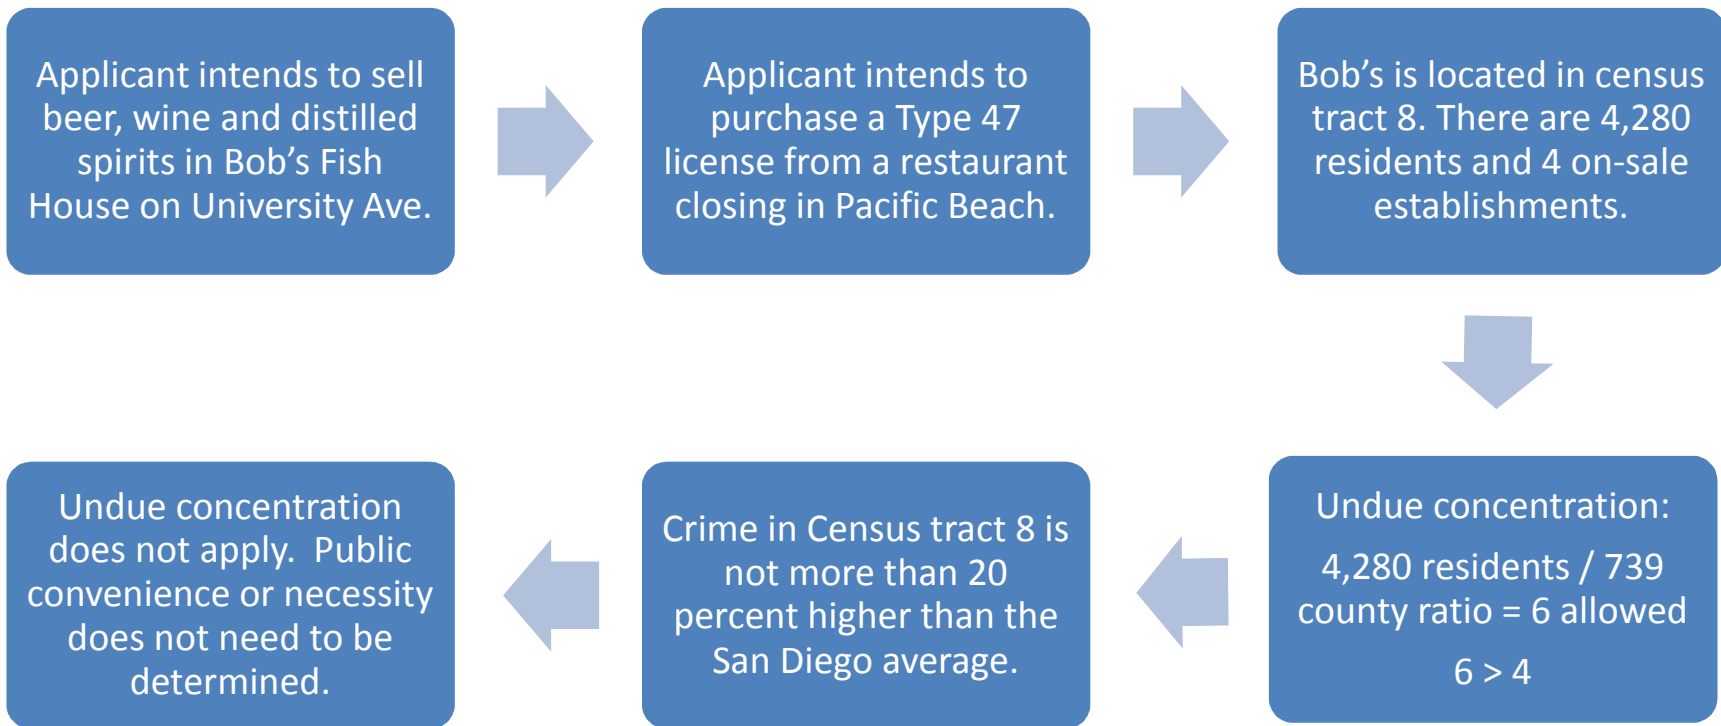 Applicant intends to sell
beer, wine and distilled
spirits in Bob’s Fish
House on University Ave.
Applicant intends to
purchase a Type 47
license from a restaurant
closing in Pacific Beach.
Bob’s is located in census
tract 8. There are 4,280
residents and 4 on-sale
establishments.
Undue concentration:
4,280 residents / 739
county ratio = 6 allowed
6 > 4
Crime in Census tract 8 is
not more than 20
percent higher than the
San Diego average.
Undue concentration
does not apply.  Public
convenience or necessity
does not need to be
determined.